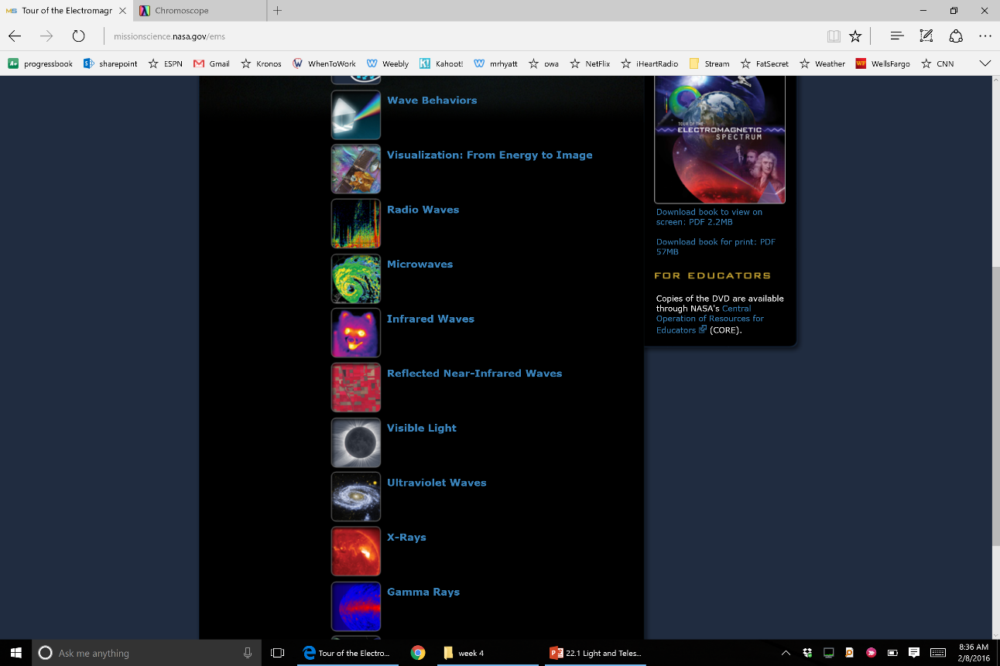 Tour of the Electromagr
Chromoscope
missionscience.nasa.gov/ems
progressbook
sharepoint
ESPN
Gmail
Kronos
WhenToWork
Weebly
Kahoot!
mrhyatt
owa
NetFlix
iHeartRadio
Stream
FatSecret
Weather
WellsFargo
CNN
Wave Behaviors
Visualization: From Energy to Image
Radio Waves
Microwaves
Infrared Waves
Reflected Near-Infrared Waves
Visible Light
Ultraviolet Waves
X-Rays
Gamma Rays
TOUR OF THE
ELECTROMAGNETIC
SPECTRUM
Download book to view on
screen: PDF 2.2MB
Download book for print: PDF
57MB
FOR EDUCATORS
Copies of the DVD are available
through NASA's Central
Operation of Resources for
Educators (CORE).
Ask me anything
Tour of the Electro...
week 4
22.1 Light and Teles...
8:36 AM
2/8/2016